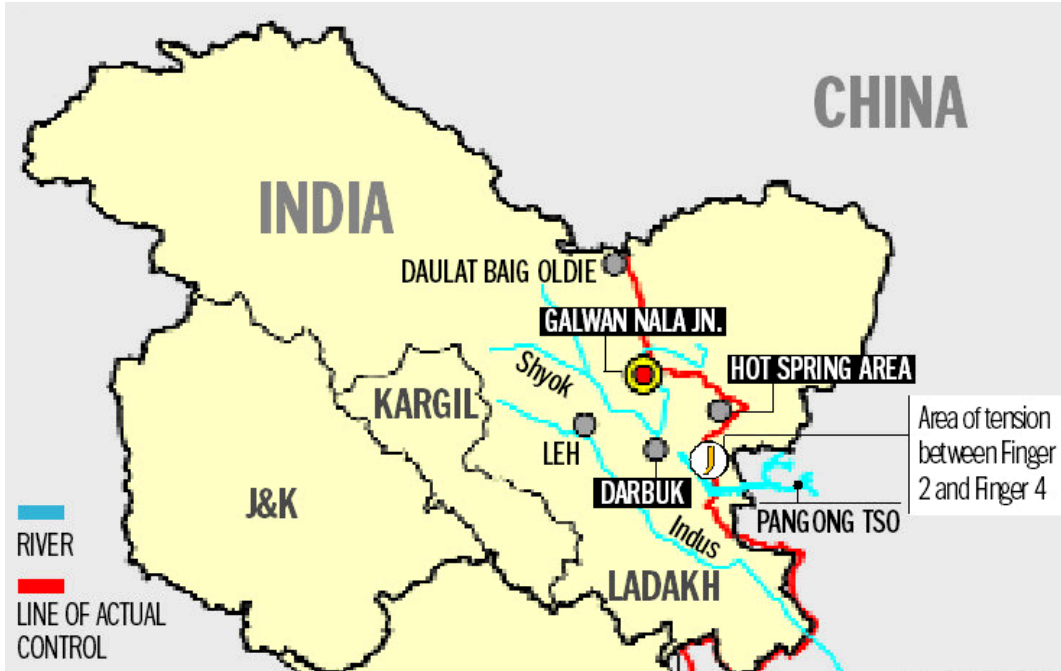 CHINA
INDIA
DAULAT BAIG OLDIE
GALWAN NALA JN.
Shyok
HOT SPRING AREA
KARGIL
LEH
Area of tension
between Finger
2 and Finger 4
J
DARBUK
J&K
PANGONG TSO
Indus
RIVER
LADAKH
LINE OF ACTUAL
CONTROL